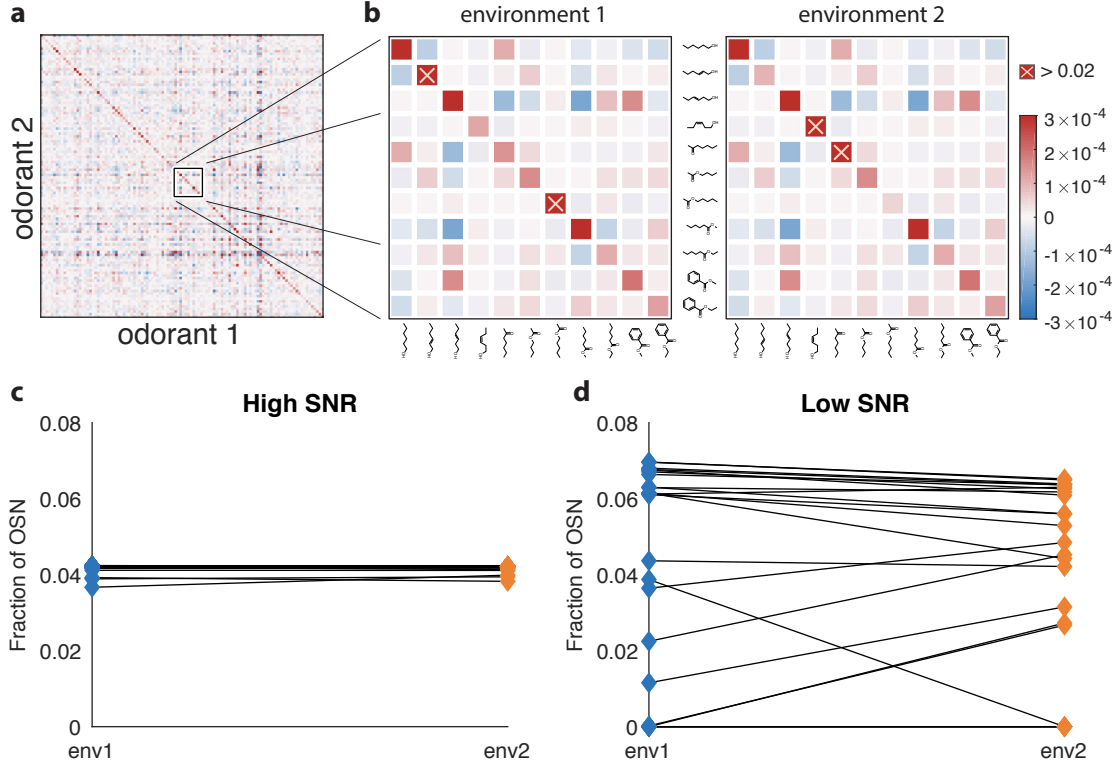 a
b
environment 1
environment 2
odorant 2
odorant 1
> 0.02
3×10⁻⁴
2×10⁻⁴
1×10⁻⁴
0
-1×10⁻⁴
-2×10⁻⁴
-3×10⁻⁴
c
High SNR
0.08
0.06
0.04
0.02
0
Fraction of OSN
env1
env2
d
Low SNR
0.08
0.06
0.04
0.02
0
Fraction of OSN
env1
env2